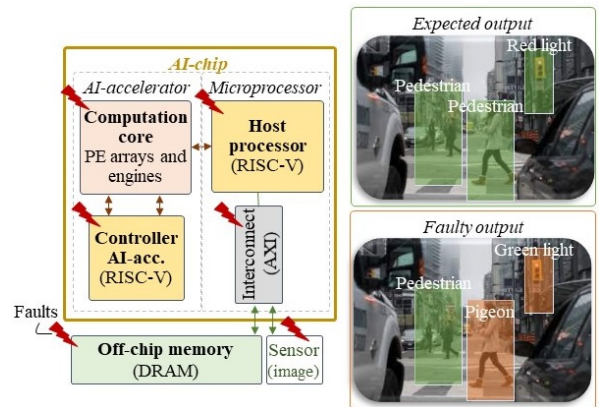 AI-chip
AI-accelerator
Microprocessor
Computation
core
PE arrays and
engines
Host
processor
(RISC-V)
Controller
AI-acc.
(RISC-V)
Interconnect
(AXI)
Faults
Off-chip memory
(DRAM)
Sensor
(image)
Expected output
Red light
Pedestrian
Pedestrian
Faulty output
Green light
Pedestrian
Pigeon